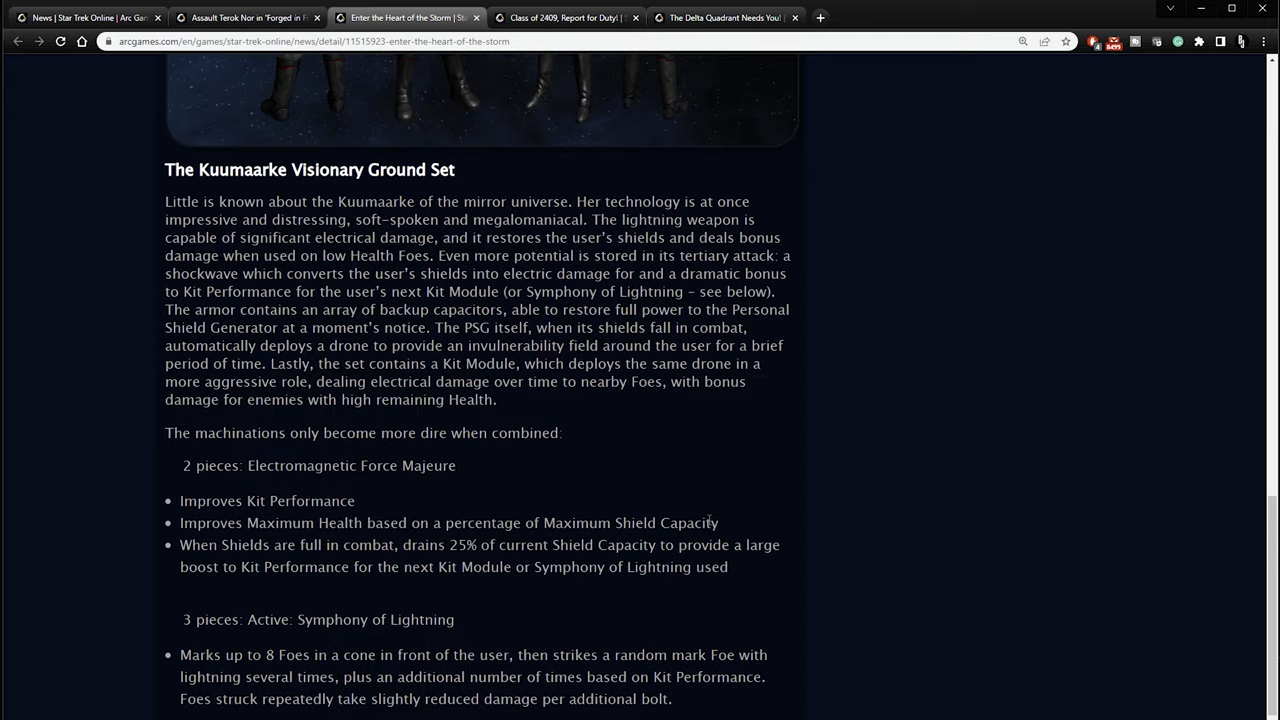 News | Star Trek Online | Arc Gam
Assault Terok Nor in 'Forged in F
Enter the Heart of the Storm | St
Class of 2409, Report for Duty! |
The Delta Quadrant Needs You! |
arcgames.com/en/games/star-trek-online/news/detail/11515923-enter-the-heart-of-the-storm
The Kuumaarke Visionary Ground Set
Little is known about the Kuumaarke of the mirror universe. Her technology is at once
impressive and distressing, soft-spoken and megalomaniacal. The lightning weapon is
capable of significant electrical damage, and it restores the user's shields and deals bonus
damage when used on low Health Foes. Even more potential is stored in its tertiary attack: a
shockwave which converts the user's shields into electric damage for and a dramatic bonus
to Kit Performance for the user's next Kit Module (or Symphony of Lightning - see below).
The armor contains an array of backup capacitors, able to restore full power to the Personal
Shield Generator at a moment's notice. The PSG itself, when its shields fall in combat,
automatically deploys a drone to provide an invulnerability field around the user for a brief
period of time. Lastly, the set contains a Kit Module, which deploys the same drone in a
more aggressive role, dealing electrical damage over time to nearby Foes, with bonus
damage for enemies with high remaining Health.
The machinations only become more dire when combined:
2 pieces: Electromagnetic Force Majeure
• Improves Kit Performance
• Improves Maximum Health based on a percentage of Maximum Shield Capacity
• When Shields are full in combat, drains 25% of current Shield Capacity to provide a large
boost to Kit Performance for the next Kit Module or Symphony of Lightning used
3 pieces: Active: Symphony of Lightning
• Marks up to 8 Foes in a cone in front of the user, then strikes a random mark Foe with
lightning several times, plus an additional number of times based on Kit Performance.
Foes struck repeatedly take slightly reduced damage per additional bolt.